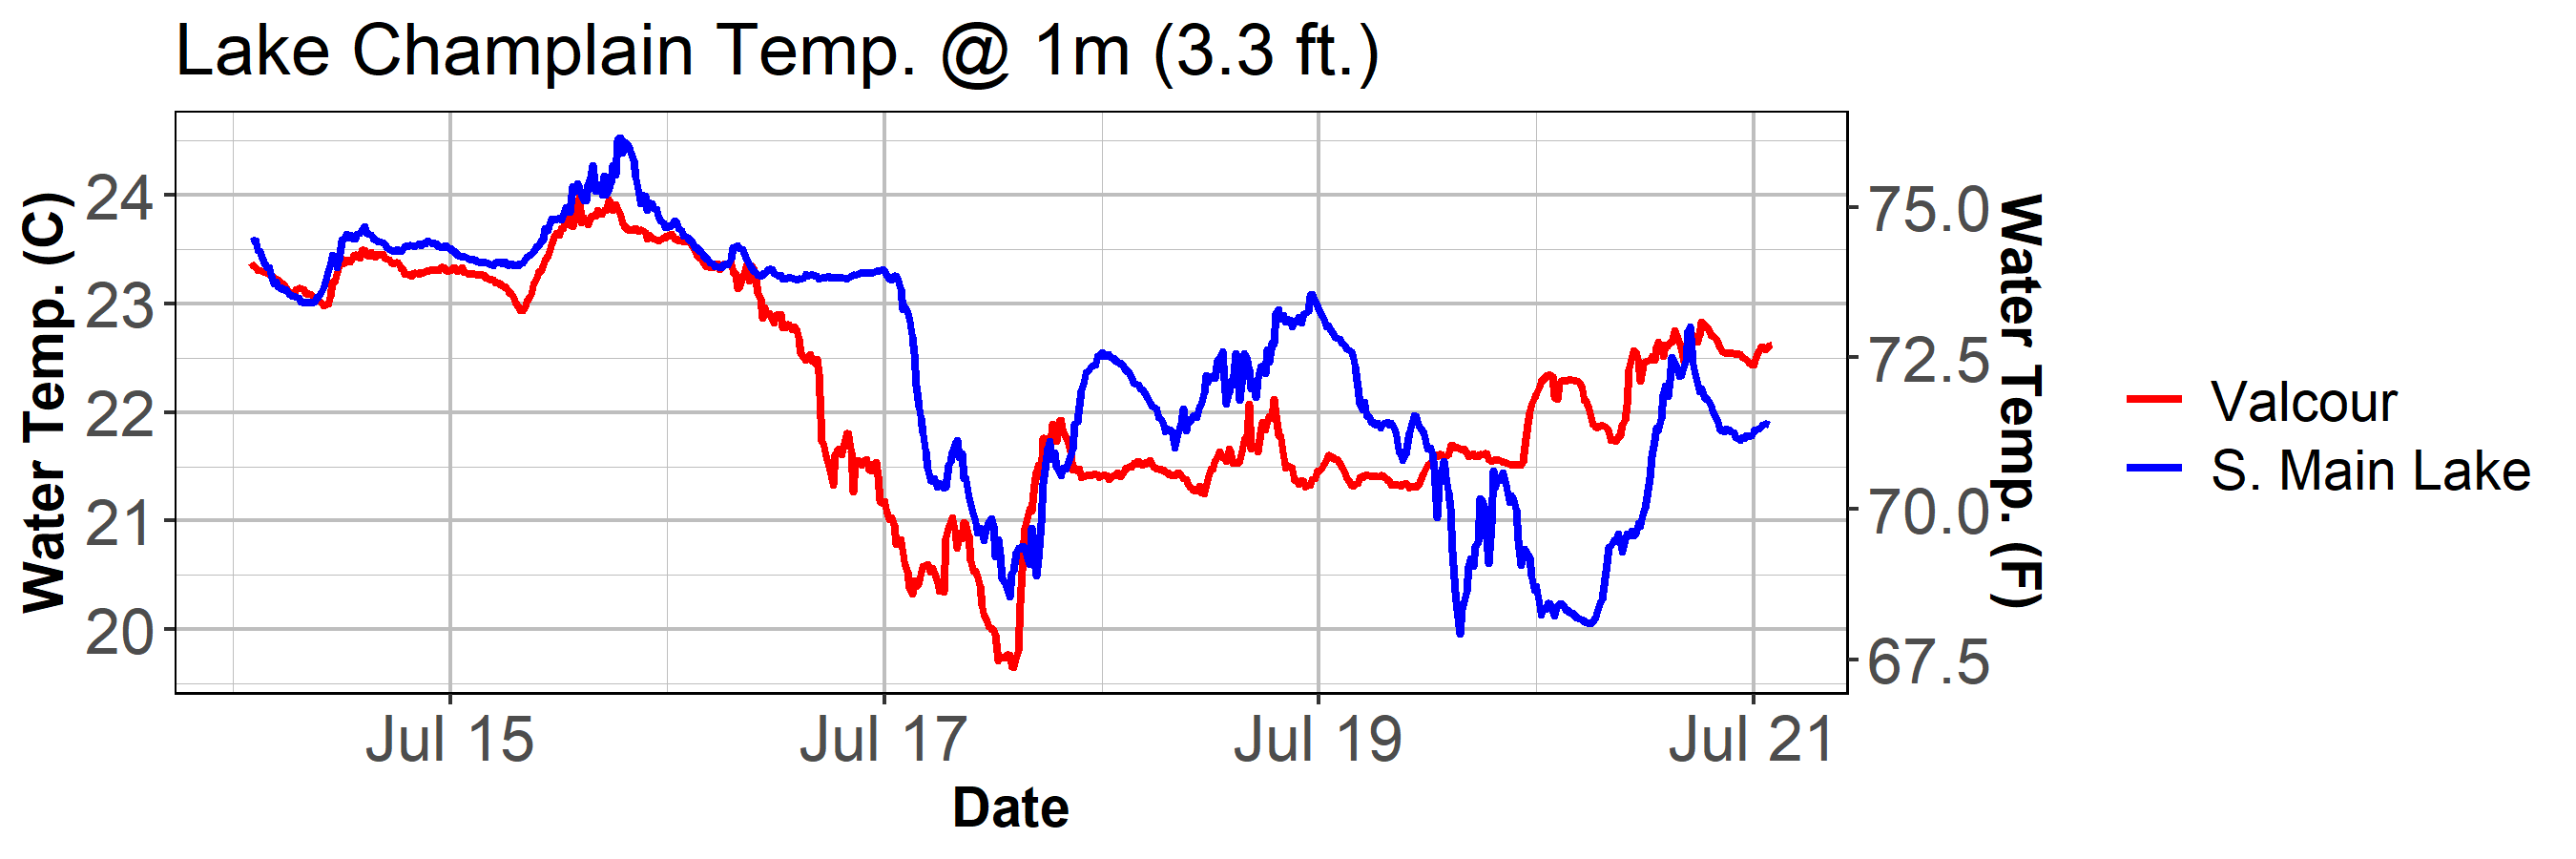 Lake Champlain Temp. @ 1m (3.3 ft.)
Water Temp. (C)
24
23
22
21
20
75.0
72.5
70.0
67.5
Water Temp. (F)
Jul 15
Jul 17
Jul 19
Jul 21
Date
Valcour
S. Main Lake